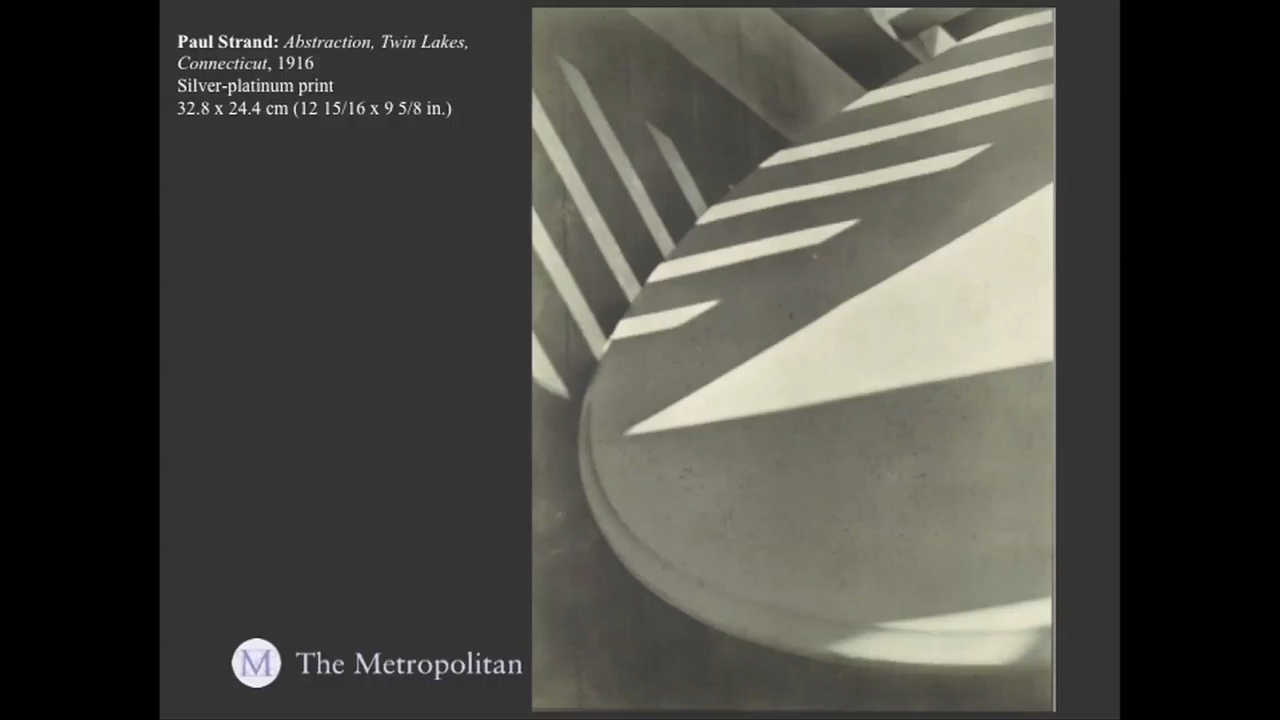 Paul Strand: Abstraction, Twin Lakes,
Connecticut, 1916
Silver-platinum print
32.8 x 24.4 cm (12 15/16 x 9 5/8 in.)
M The Metropolitan